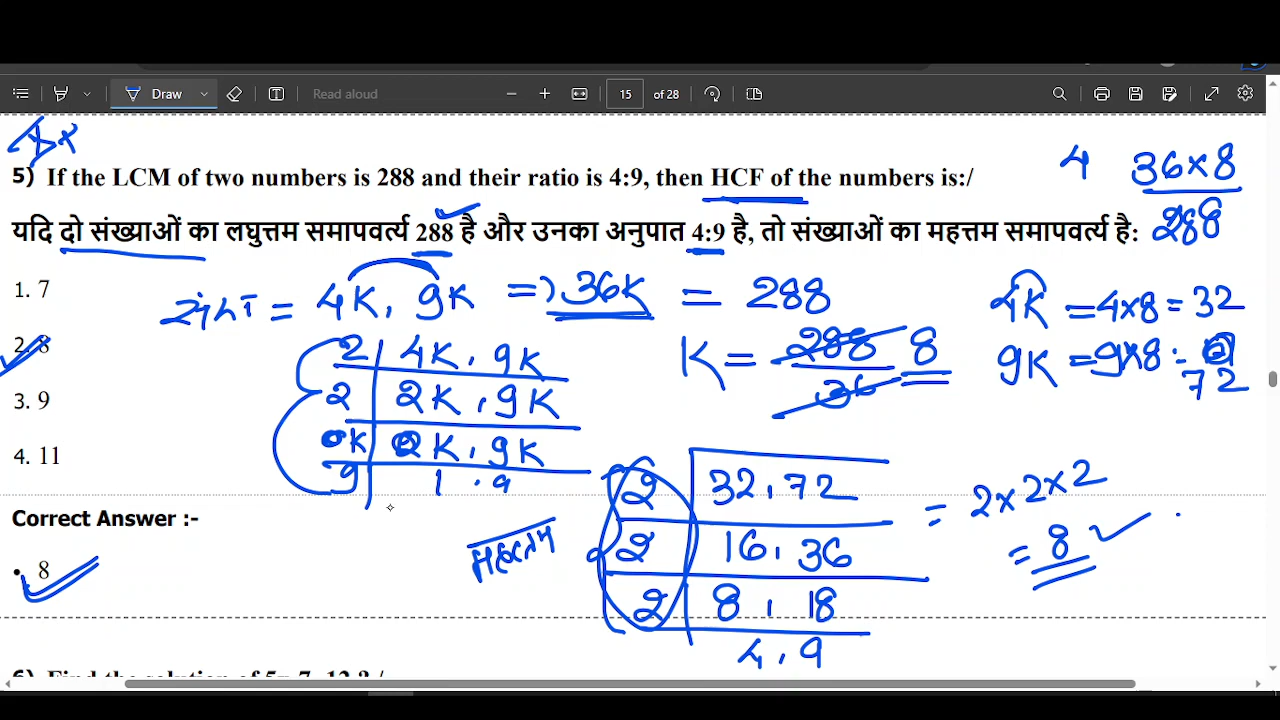 Draw
Read aloud
15 of 28
4x
5) If the LCM of two numbers is 288 and their ratio is 4:9, then HCF of the numbers is:/
4 36×8
288
यदि दो संख्याओं का लघुत्तम समापवर्त्य 288 है और उनका अनुपात 4:9 है, तो संख्याओं का महत्तम समापवर्त्य है:
1. 7
= 4K, 9K => 36K = 288
4K = 4×8 = 32
2. 8
2 4K, 9K
K = 288 8
36
9K = 9×8 =
72
3. 9
2 2K, 9K
K 2K, 9K
4. 11
9 1, 9
2 32, 72
= 2×2×2
Correct Answer :-
महत्तम
2 16, 36
= 8
• 8
2 8, 18
4, 9